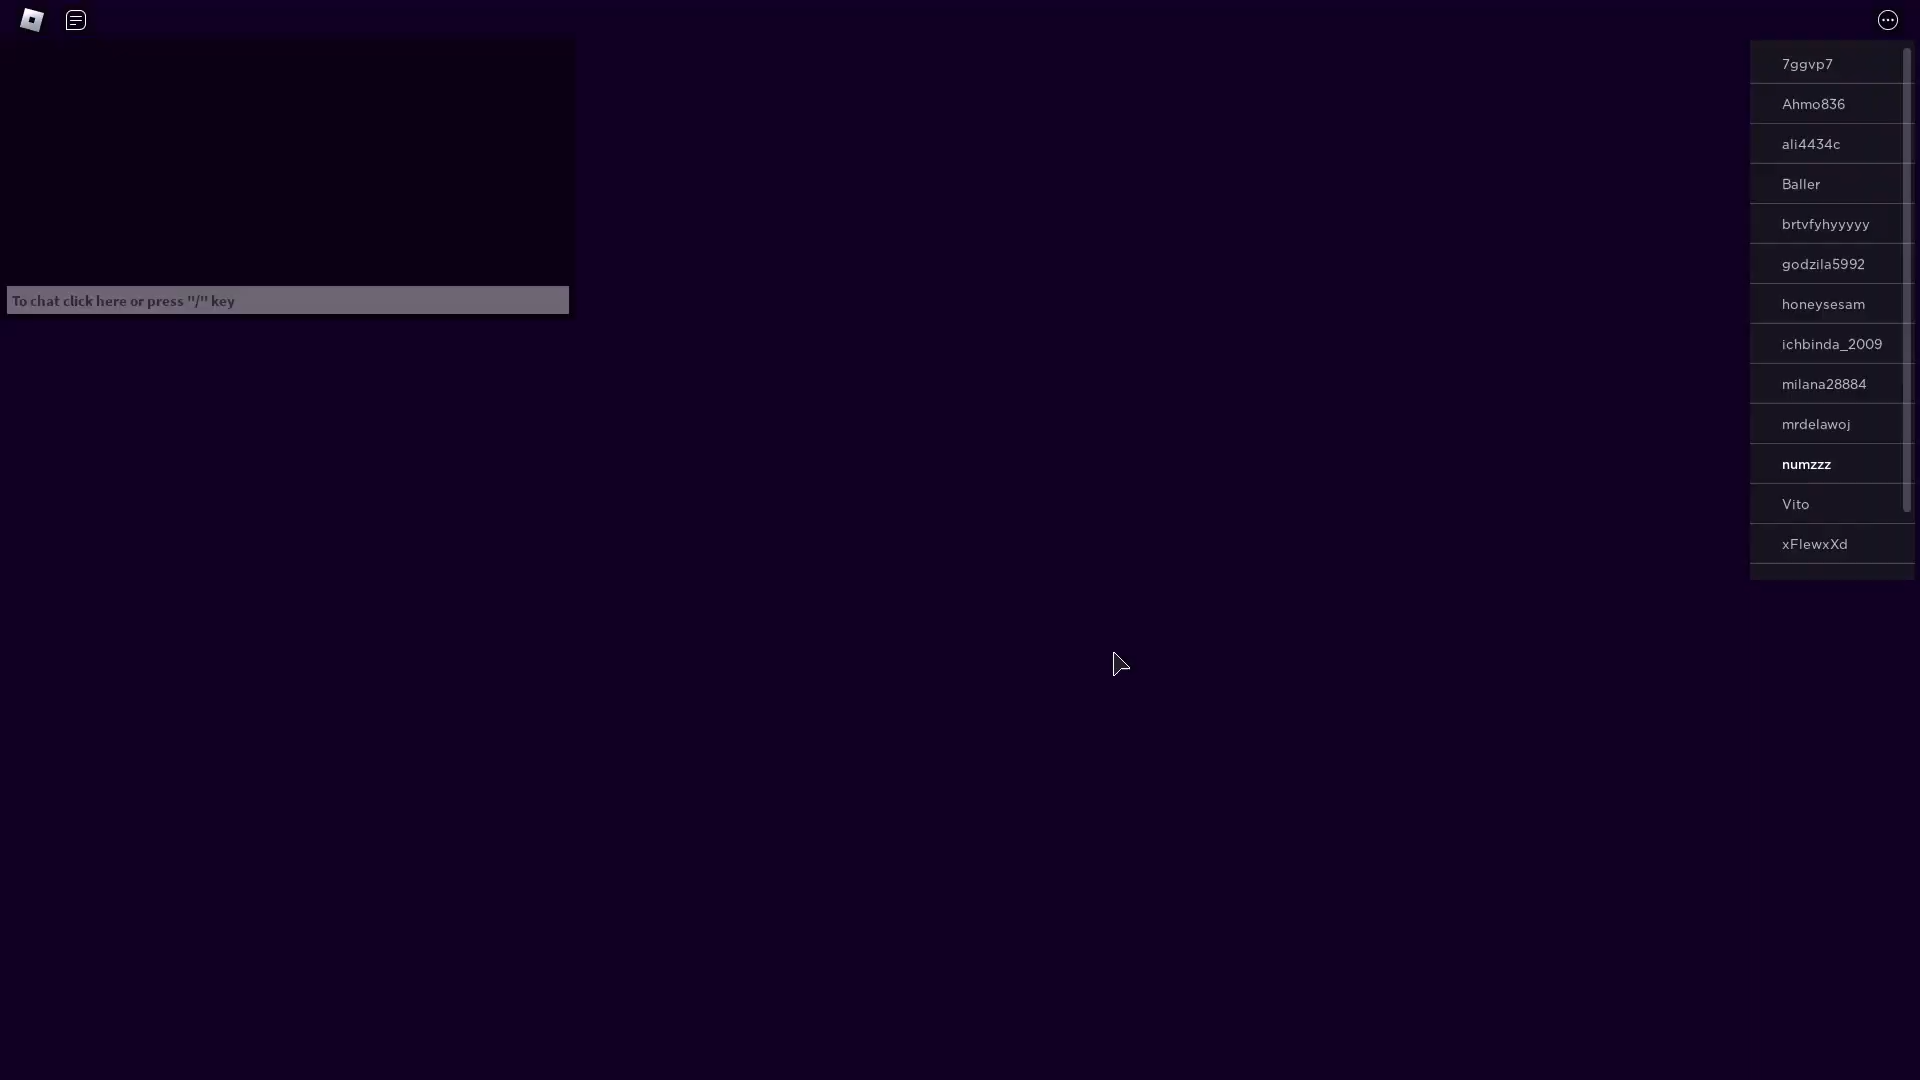 To chat click here or press "/" key
7ggvp7
Ahmo836
ali4434c
Baller
brtvfyhyyyyy
godzila5992
honeysesam
ichbinda_2009
milana28884
mrdelawoj
numzzz
Vito
xFlewxXd